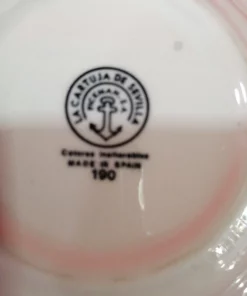 LA CARTUJA DE SEVILLA
PICKMAN, S.A.
Colores inalterables
MADE IN SPAIN
190